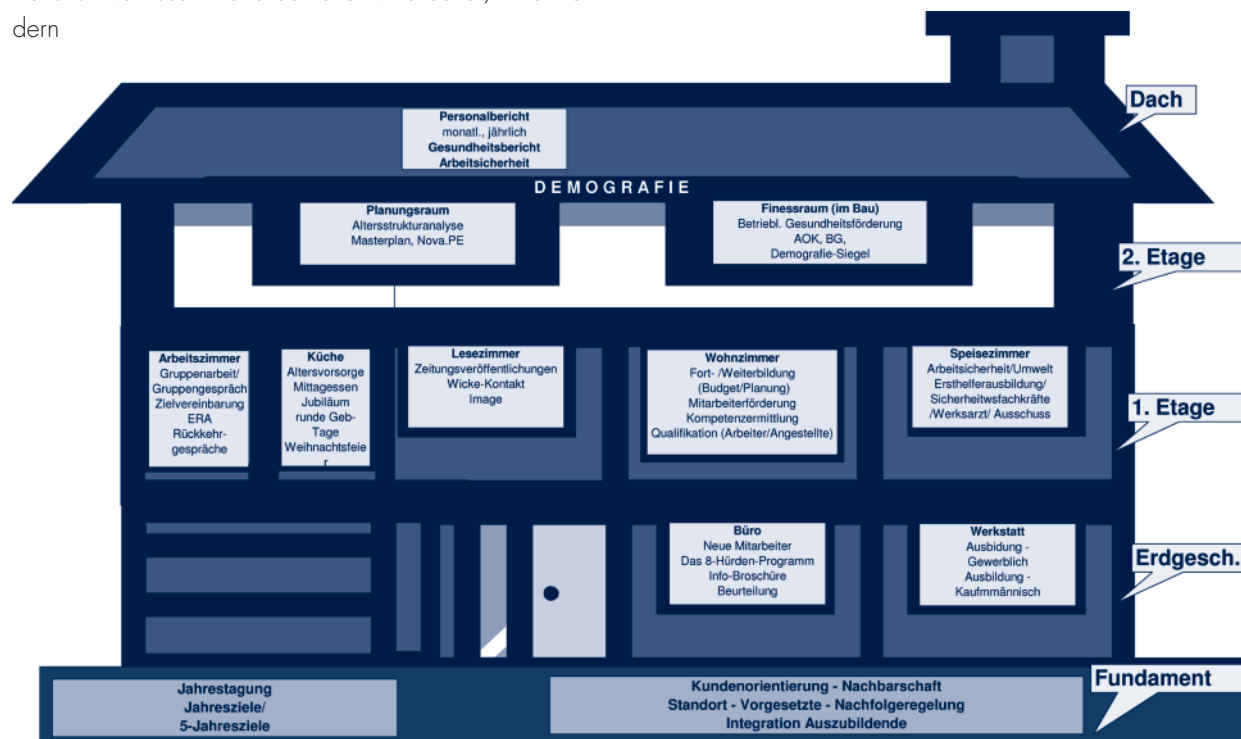 dern
Dach
Personalbericht
monatl., jährlich
Gesundheitsbericht
Arbeitsicherheit
DEMOGRAFIE
Planungsraum
Altersstrukturanalyse
Masterplan, Nova.PE
Finessraum (im Bau)
Betriebl. Gesundheitsförderung
AOK, BG,
Demografie-Siegel
2. Etage
Arbeitszimmer
Gruppenarbeit/
Gruppengespräch
Zielvereinbarung
ERA
Rückkehr-
gespräche
Küche
Altersvorsorge
Mittagessen
Jubiläum
runde Geb-
Tage
Weihnachtsfeie
r
Lesezimmer
Zeitungsveröffentlichungen
Wicke-Kontakt
Image
Wohnzimmer
Fort- /Weiterbildung
(Budget/Planung)
Mitarbeiterförderung
Kompetenzermittlung
Qualifikation (Arbeiter/Angestellte)
Speisezimmer
Arbeitsicherheit/Umwelt
Ersthelferausbildung/
Sicherheitwsfachkräfte
/Werksarzt/ Ausschuss
1. Etage
Büro
Neue Mitarbeiter
Das 8-Hürden-Programm
Info-Broschüre
Beurteilung
Werkstatt
Ausbidung -
Gewerblich
Ausbildung -
Kaufmmännisch
Erdgesch.
Jahrestagung
Jahresziele/
5-Jahresziele
Kundenorientierung - Nachbarschaft
Standort - Vorgesetzte - Nachfolgeregelung
Integration Auszubildende
Fundament